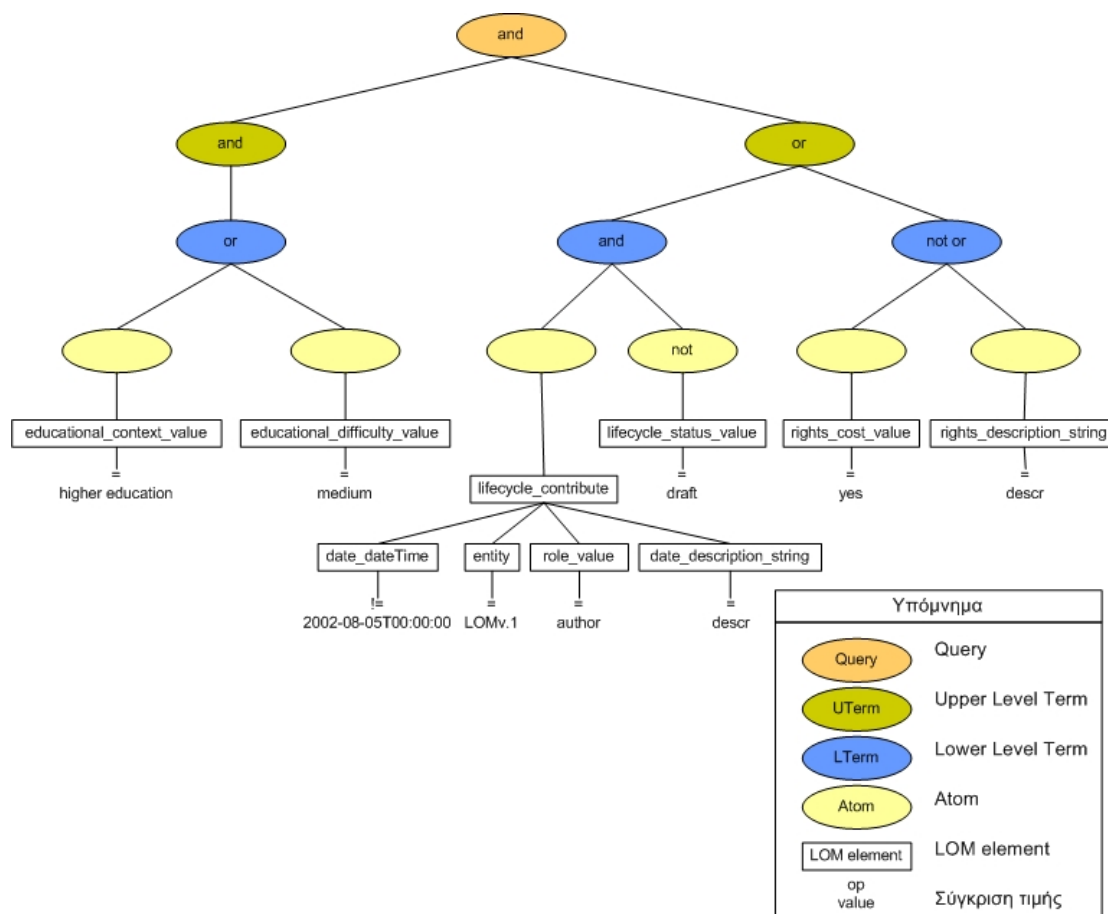 and
and
or
or
and
not or
not
educational_context_value
educational_difficulty_value
lifecycle_status_value
rights_cost_value
rights_description_string
=
=
=
=
=
higher education
medium
draft
yes
descr
lifecycle_contribute
date_dateTime
entity
role_value
date_description_string
!=
=
=
=
2002-08-05T00:00:00
LOMv.1
author
descr
Υπόμνημα
Query
Query
UTerm
Upper Level Term
LTerm
Lower Level Term
Atom
Atom
LOM element
LOM element
op
value
Σύγκριση τιμής